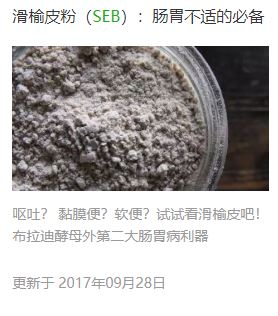 滑榆皮粉（SEB）：肠胃不适的必备
呕吐？ 黏膜便？软便？试试看滑榆皮吧！
布拉迪酵母外第二大肠胃病利器
更新于 2017年09月28日